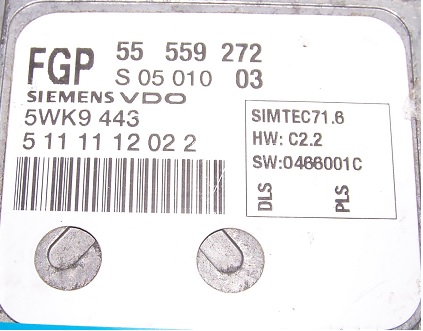 FGP 55 559 272
S 05 010 03
SIEMENS VDO
5WK9 443
5 11 11 12 02 2
SIMTEC71.6
HW: C2.2
SW:0466001C
DLS PLS